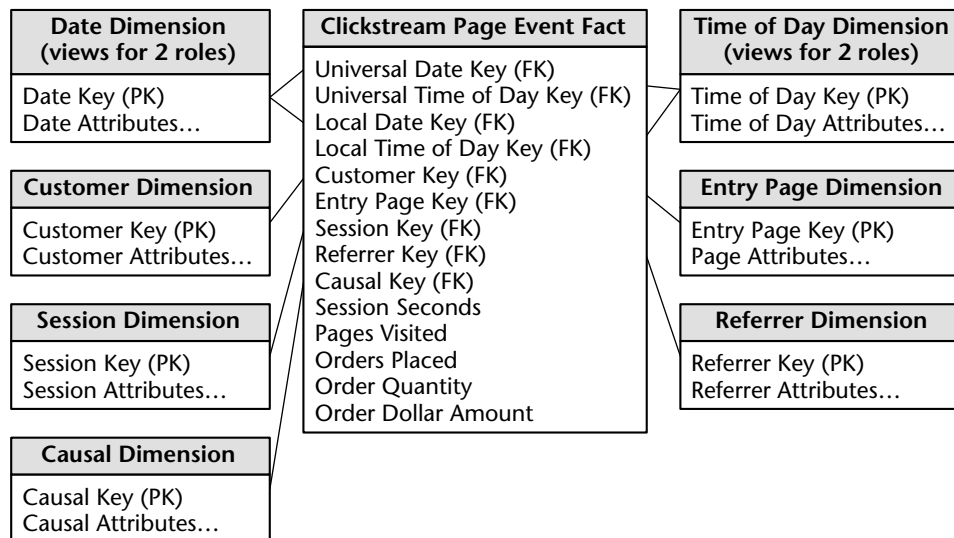 Date Dimension
(views for 2 roles)
Date Key (PK)
Date Attributes…
Customer Dimension
Customer Key (PK)
Customer Attributes…
Session Dimension
Session Key (PK)
Session Attributes…
Causal Dimension
Causal Key (PK)
Causal Attributes…
Clickstream Page Event Fact
Universal Date Key (FK)
Universal Time of Day Key (FK)
Local Date Key (FK)
Local Time of Day Key (FK)
Customer Key (FK)
Entry Page Key (FK)
Session Key (FK)
Referrer Key (FK)
Causal Key (FK)
Session Seconds
Pages Visited
Orders Placed
Order Quantity
Order Dollar Amount
Time of Day Dimension
(views for 2 roles)
Time of Day Key (PK)
Time of Day Attributes…
Entry Page Dimension
Entry Page Key (PK)
Page Attributes…
Referrer Dimension
Referrer Key (PK)
Referrer Attributes…